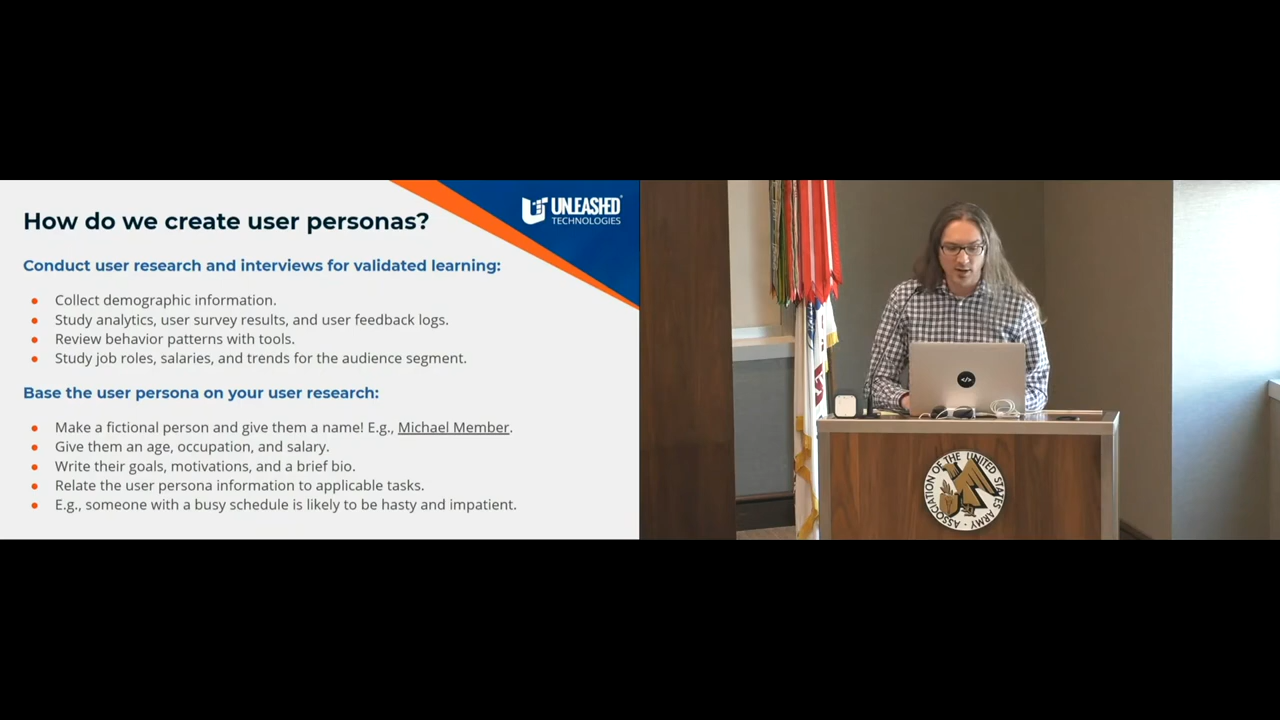 How do we create user personas?
UNLEASHED
TECHNOLOGIES
Conduct user research and interviews for validated learning:
● Collect demographic information.
● Study analytics, user survey results, and user feedback logs.
● Review behavior patterns with tools.
● Study job roles, salaries, and trends for the audience segment.
Base the user persona on your user research:
● Make a fictional person and give them a name! E.g., Michael Member.
● Give them an age, occupation, and salary.
● Write their goals, motivations, and a brief bio.
● Relate the user persona information to applicable tasks.
● E.g., someone with a busy schedule is likely to be hasty and impatient.
</>
ASSOCIATION OF THE UNITED STATES ARMY